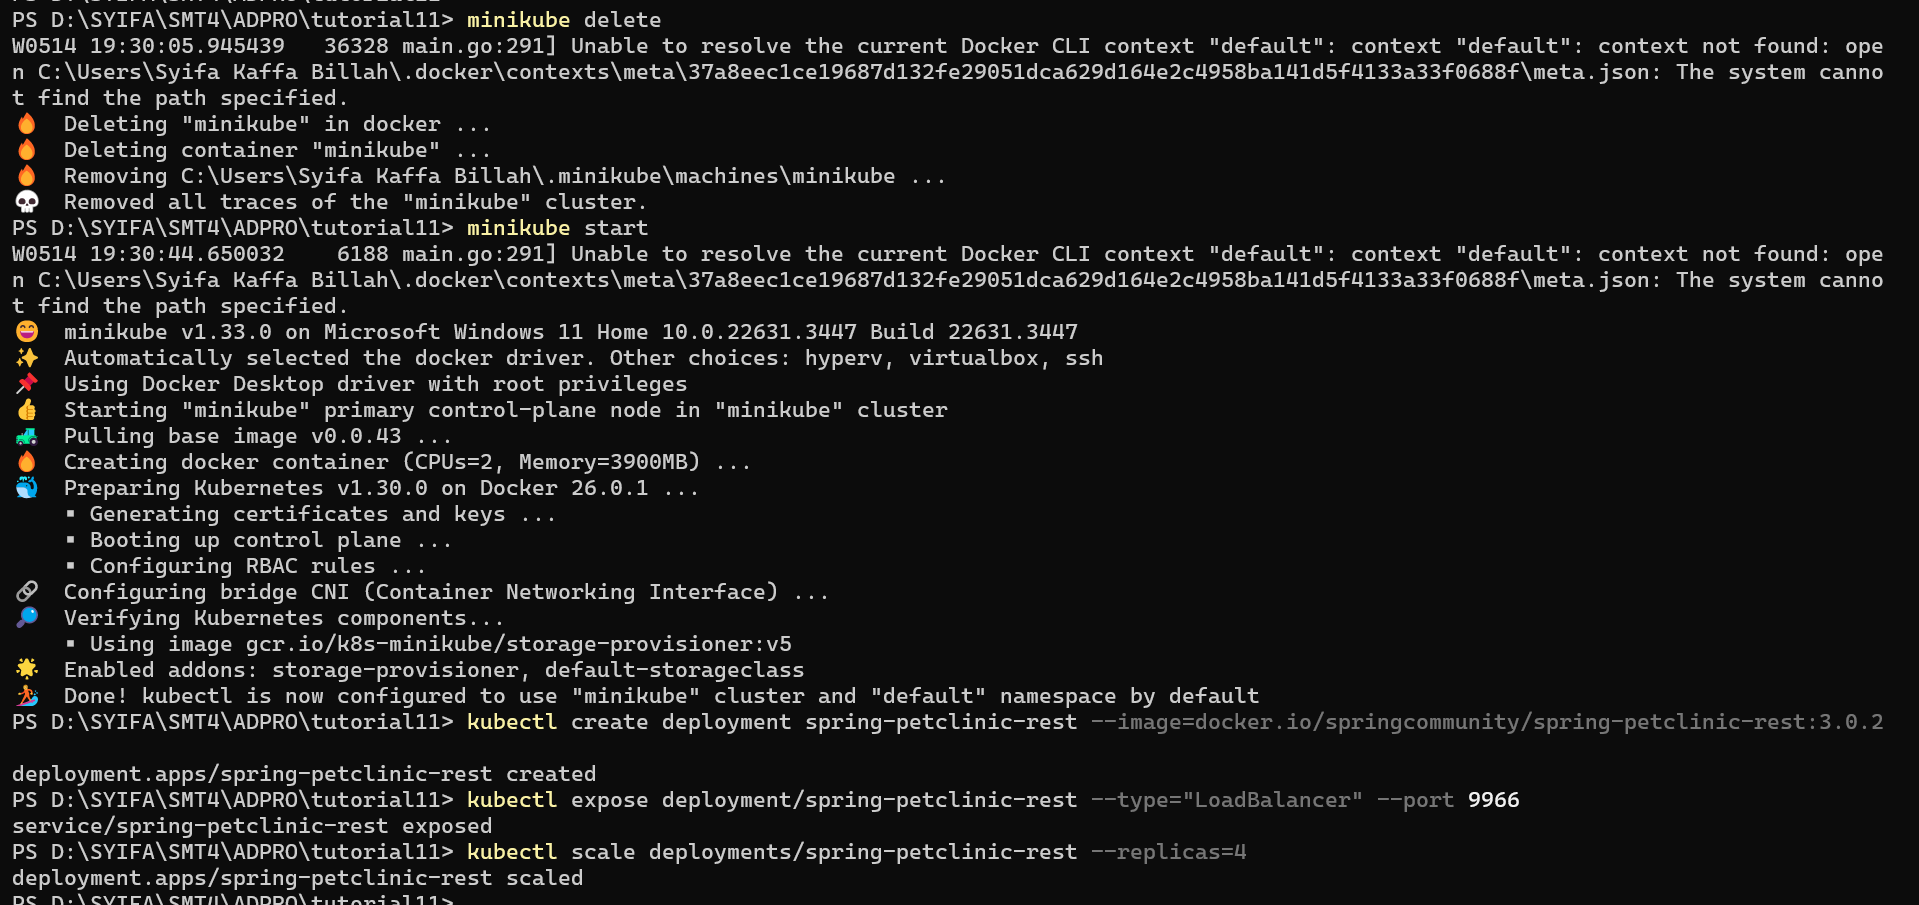 PS D:\SYIFA\SMT4\ADPRO\tutorial11> minikube delete
W0514 19:30:05.945439   36328 main.go:291] Unable to resolve the current Docker CLI context "default": context "default": context not found: ope
n C:\Users\Syifa Kaffa Billah\.docker\contexts\meta\37a8eec1ce19687d132fe29051dca629d164e2c4958ba141d5f4133a33f0688f\meta.json: The system canno
t find the path specified.
Deleting "minikube" in docker ...
Deleting container "minikube" ...
Removing C:\Users\Syifa Kaffa Billah\.minikube\machines\minikube ...
Removed all traces of the "minikube" cluster.
PS D:\SYIFA\SMT4\ADPRO\tutorial11> minikube start
W0514 19:30:44.650032    6188 main.go:291] Unable to resolve the current Docker CLI context "default": context "default": context not found: ope
n C:\Users\Syifa Kaffa Billah\.docker\contexts\meta\37a8eec1ce19687d132fe29051dca629d164e2c4958ba141d5f4133a33f0688f\meta.json: The system canno
t find the path specified.
minikube v1.33.0 on Microsoft Windows 11 Home 10.0.22631.3447 Build 22631.3447
Automatically selected the docker driver. Other choices: hyperv, virtualbox, ssh
Using Docker Desktop driver with root privileges
Starting "minikube" primary control-plane node in "minikube" cluster
Pulling base image v0.0.43 ...
Creating docker container (CPUs=2, Memory=3900MB) ...
Preparing Kubernetes v1.30.0 on Docker 26.0.1 ...
▪ Generating certificates and keys ...
▪ Booting up control plane ...
▪ Configuring RBAC rules ...
Configuring bridge CNI (Container Networking Interface) ...
Verifying Kubernetes components...
▪ Using image gcr.io/k8s-minikube/storage-provisioner:v5
Enabled addons: storage-provisioner, default-storageclass
Done! kubectl is now configured to use "minikube" cluster and "default" namespace by default
PS D:\SYIFA\SMT4\ADPRO\tutorial11> kubectl create deployment spring-petclinic-rest --image=docker.io/springcommunity/spring-petclinic-rest:3.0.2
deployment.apps/spring-petclinic-rest created
PS D:\SYIFA\SMT4\ADPRO\tutorial11> kubectl expose deployment/spring-petclinic-rest --type="LoadBalancer" --port 9966
service/spring-petclinic-rest exposed
PS D:\SYIFA\SMT4\ADPRO\tutorial11> kubectl scale deployments/spring-petclinic-rest --replicas=4
deployment.apps/spring-petclinic-rest scaled
PS D:\SYIFA\SMT4\ADPRO\tutorial11>